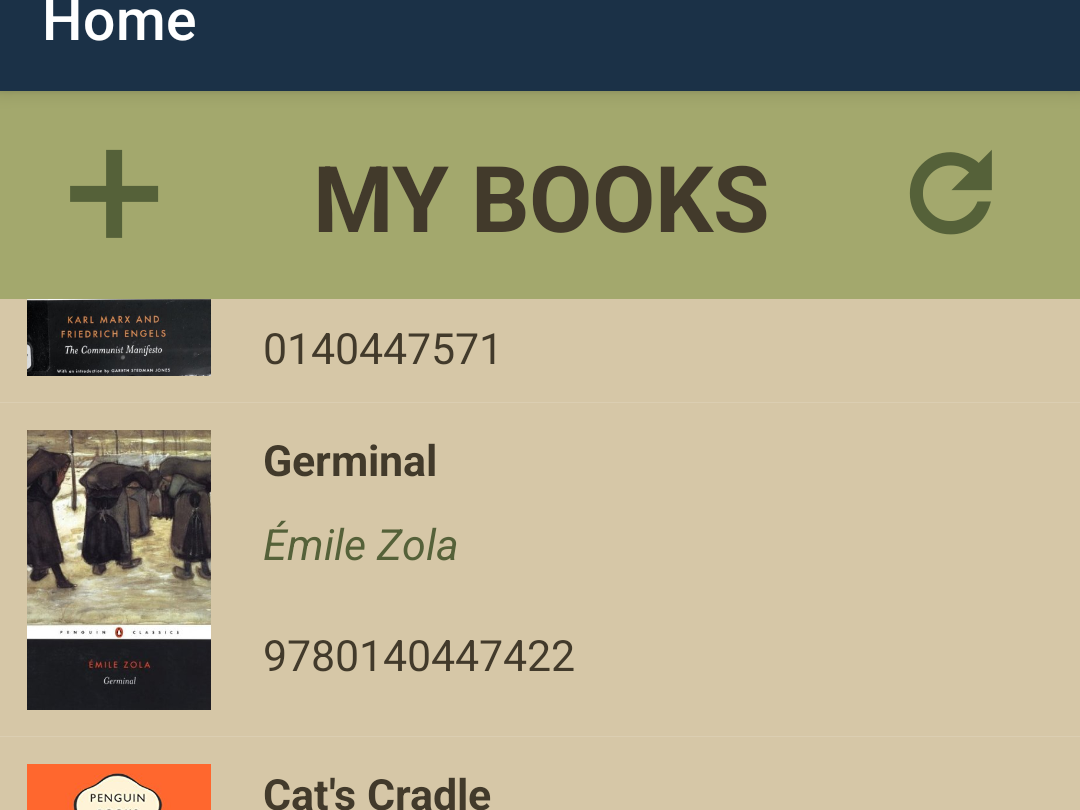 Home
MY BOOKS
KARL MARX AND
FRIEDRICH ENGELS
The Communist Manifesto
With an introduction by GARETH STEDMAN JONES
0140447571
Germinal
Émile Zola
9780140447422
PENGUIN CLASSICS
ÉMILE ZOLA
Germinal
Cat's Cradle
PENGUIN